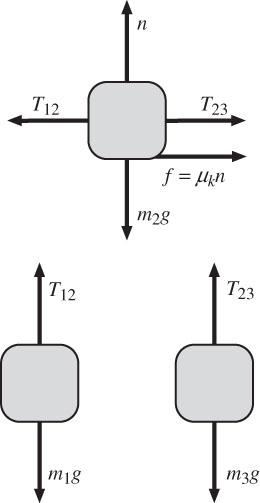 n
T₁₂ T₂₃
f = μₖn
m₂g
T₁₂ T₂₃
m₁g m₃g